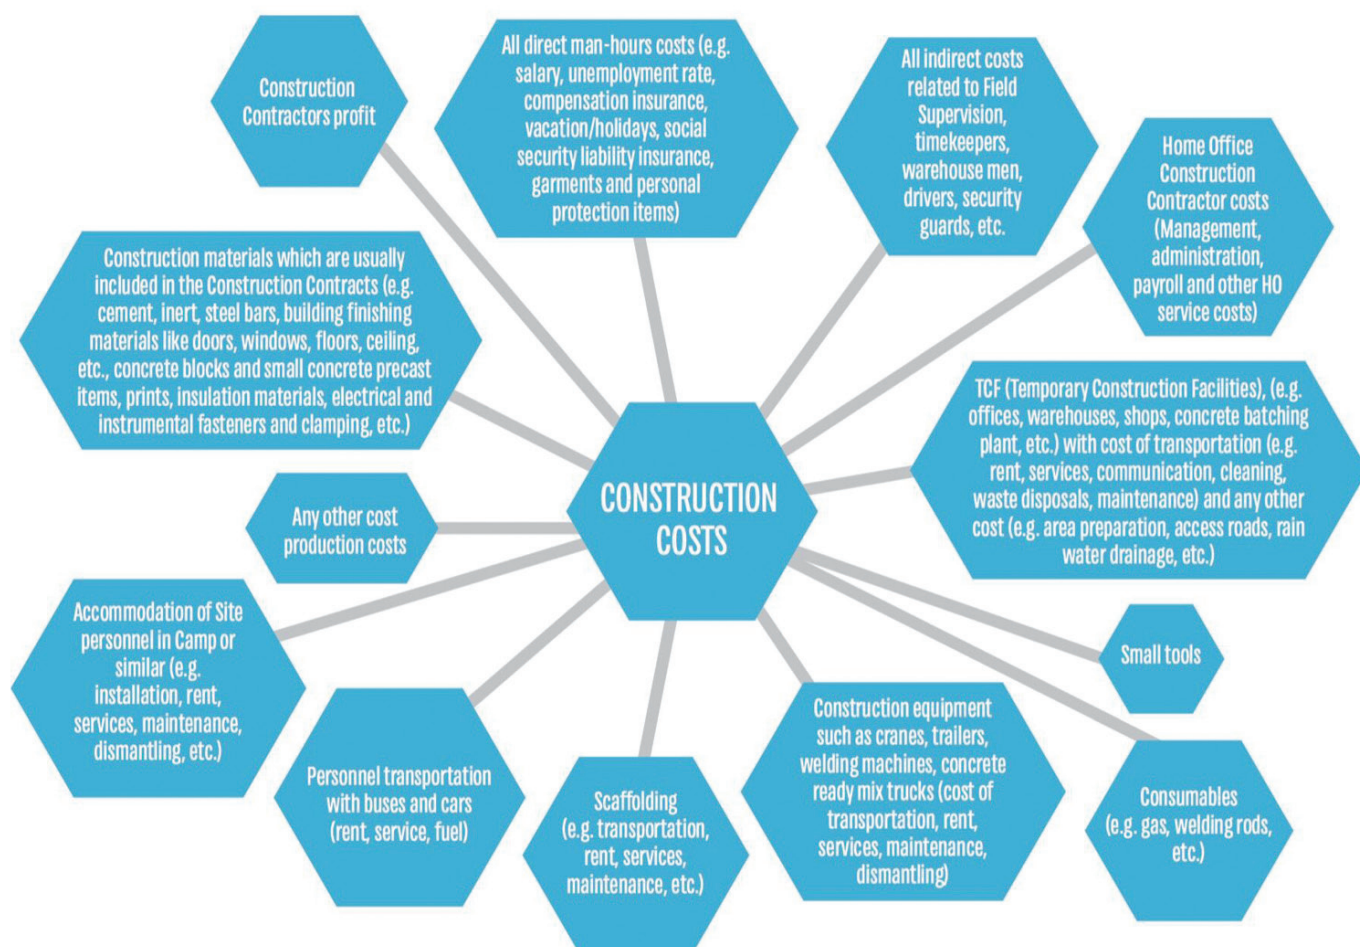 Construction
Contractors profit
All direct man-hours costs (e.g.
salary, unemployment rate,
compensation insurance,
vacation/holidays, social
security liability insurance,
garments and personal
protection items)
All indirect costs
related to Field
Supervision,
timekeepers,
warehouse men,
drivers, security
guards, etc.
Home Office
Construction
Contractor costs
(Management,
administration,
payroll and other HO
service costs)
Construction materials which are usually
included in the Construction Contracts (e.g.
cement, inert, steel bars, building finishing
materials like doors, windows, floors, ceiling,
etc., concrete blocks and small concrete precast
items, prints, insulation materials, electrical and
instrumental fasteners and clamping, etc.)
TCF (Temporary Construction Facilities), (e.g.
offices, warehouses, shops, concrete batching
plant, etc.) with cost of transportation (e.g.
rent, services, communication, cleaning,
waste disposals, maintenance) and any other
cost (e.g. area preparation, access roads, rain
water drainage, etc.)
CONSTRUCTION
COSTS
Any other cost
production costs
Accommodation of Site
personnel in Camp or
similar (e.g.
installation, rent,
services, maintenance,
dismantling, etc.)
Small tools
Personnel transportation
with buses and cars
(rent, service, fuel)
Scaffolding
(e.g. transportation,
rent, services,
maintenance, etc.)
Construction equipment
such as cranes, trailers,
welding machines, concrete
ready mix trucks (cost of
transportation, rent,
services, maintenance,
dismantling)
Consumables
(e.g. gas, welding rods,
etc.)